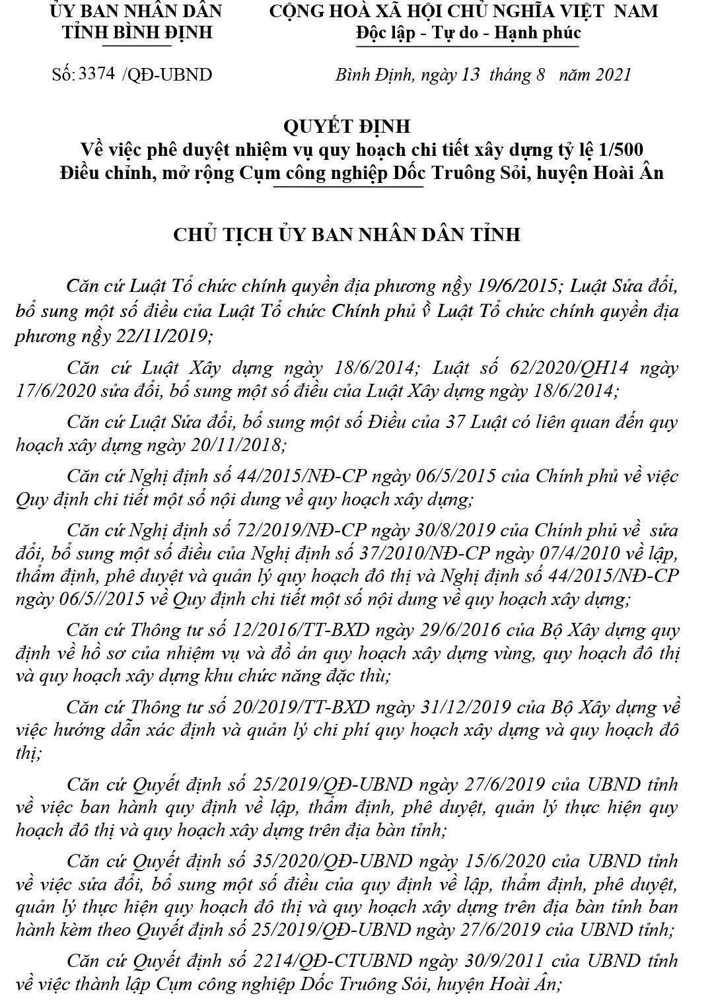 ỦY BAN NHÂN DÂN
TỈNH BÌNH ĐỊNH
CỘNG HOÀ XÃ HỘI CHỦ NGHĨA VIỆT NAM
Độc lập - Tự do - Hạnh phúc
Số: 3374 /QĐ-UBND
Bình Định, ngày 13 tháng 8 năm 2021
QUYẾT ĐỊNH
Về việc phê duyệt nhiệm vụ quy hoạch chi tiết xây dựng tỷ lệ 1/500
Điều chỉnh, mở rộng Cụm công nghiệp Dốc Truông Sỏi, huyện Hoài Ân
CHỦ TỊCH ỦY BAN NHÂN DÂN TỈNH
Căn cứ Luật Tổ chức chính quyền địa phương nğy 19/6/2015; Luật Sửa đổi,
bổ sung một số điều của Luật Tổ chức Chính phủ Luật Tổ chức chính quyền địa
phương nğy 22/11/2019;
Căn cứ Luật Xây dựng ngày 18/6/2014; Luật số 62/2020/QH14 ngày
17/6/2020 sửa đổi, bổ sung một số điều của Luật Xây dựng ngày 18/6/2014;
Căn cứ Luật Sửa đổi, bổ sung một số Điều của 37 Luật có liên quan đến quy
hoạch xây dựng ngày 20/11/2018;
Căn cứ Nghị định số 44/2015/NĐ-CP ngày 06/5/2015 của Chính phủ về việc
Quy định chi tiết một số nội dung về quy hoạch xây dựng;
Căn cứ Nghị định số 72/2019/NĐ-CP ngày 30/8/2019 của Chính phủ về sửa
đổi, bổ sung một số điều của Nghị định số 37/2010/NĐ-CP ngày 07/4/2010 về lập,
thẩm định, phê duyệt và quản lý quy hoạch đô thị và Nghị định số 44/2015/NĐ-CP
ngày 06/5//2015 về Quy định chi tiết một số nội dung về quy hoạch xây dựng;
Căn cứ Thông tư số 12/2016/TT-BXD ngày 29/6/2016 của Bộ Xây dựng quy
định về hồ sơ của nhiệm vụ và đồ án quy hoạch xây dựng vùng, quy hoạch đô thị
và quy hoạch xây dựng khu chức năng đặc thù;
Căn cứ Thông tư số 20/2019/TT-BXD ngày 31/12/2019 của Bộ Xây dựng về
việc hướng dẫn xác định và quản lý chi phí quy hoạch xây dựng và quy hoạch đô
thị;
Căn cứ Quyết định số 25/2019/QĐ-UBND ngày 27/6/2019 của UBND tỉnh
về việc ban hành quy định về lập, thẩm định, phê duyệt, quản lý thực hiện quy
hoạch đô thị và quy hoạch xây dựng trên địa bàn tỉnh;
Căn cứ Quyết định số 35/2020/QĐ-UBND ngày 15/6/2020 của UBND tỉnh
về việc sửa đổi, bổ sung một số điều của quy định về lập, thẩm định, phê duyệt,
quản lý thực hiện quy hoạch đô thị và quy hoạch xây dựng trên địa bàn tỉnh ban
hành kèm theo Quyết định số 25/2019/QĐ-UBND ngày 27/6/2019 của UBND tỉnh;
Căn cứ Quyết định số 2214/QĐ-CTUBND ngày 30/9/2011 của UBND tỉnh
về việc thành lập Cụm công nghiệp Dốc Truông Sỏi, huyện Hoài Ân;